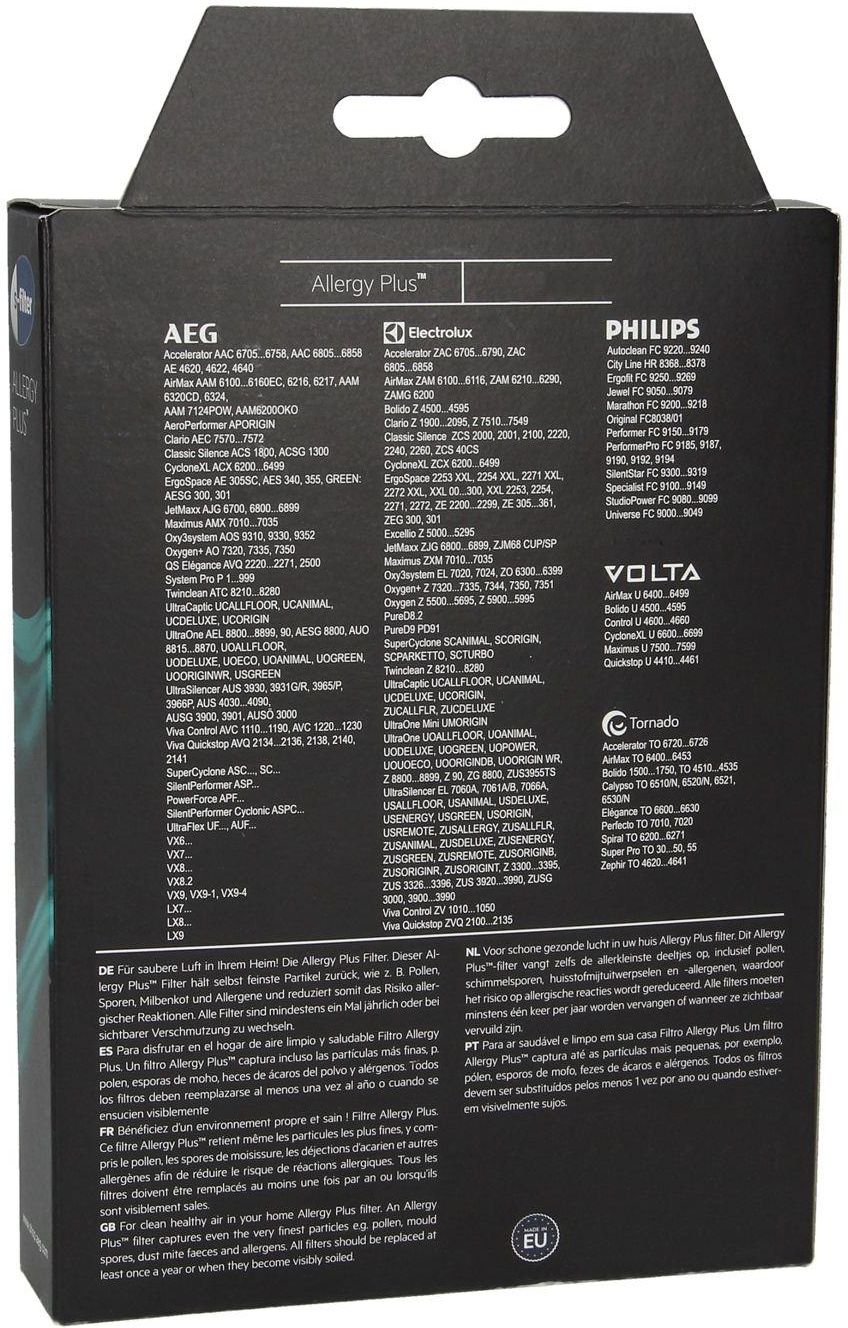 Allergy Plus™
AEG
Accelerator AAC 6705...6758, AAC 6805...6858
AE 4620, 4622, 4640
AirMax AAM 6100...6160EC, 6216, 6217, AAM
6320CD, 6324,
AAM 7124POW, AAM6200OKO
AeroPerformer APORIGIN
Clario AEC 7570...7572
Classic Silence ACS 1800, ACSG 1300
CycloneXL ACX 6200...6499
ErgoSpace AE 305SC, AES 340, 355, GREEN:
AESG 300, 301
JetMaxx AJG 6700, 6800...6899
Maximus AMX 7010...7035
Oxy3system AOS 9310, 9330, 9352
Oxygen+ AO 7320, 7335, 7350
QS Elégance AVQ 2220...2271, 2500
System Pro P 1...999
Twinclean ATC 8210...8280
UltraCaptic UCALLFLOOR, UCANIMAL,
UCDELUXE, UCORIGIN
UltraOne AEL 8800...8899, 90, AESG 8800, AUO
8815...8870, UOALLFLOOR,
UODELUXE, UOECO, UOANIMAL, UOGREEN,
UOORIGINWR, USGREEN
UltraSilencer AUS 3930, 3931G/R, 3965/P,
3966P, AUS 4030...4090,
AUSG 3900, 3901, AUSÖ 3000
Viva Control AVC 1110...1190, AVC 1220...1230
Viva Quickstop AVQ 2134...2136, 2138, 2140,
2141
SuperCyclone ASC..., SC...
SilentPerformer ASP...
PowerForce APF...
SilentPerformer Cyclonic ASPC...
UltraFlex UF..., AUF...
VX6...
VX7...
VX8...
VX8.2
VX9, VX9-1, VX9-4
LX7...
LX8...
LX9
Electrolux
Accelerator ZAC 6705...6790, ZAC
6805...6858
AirMax ZAM 6100...6116, ZAM 6210...6290,
ZAMG 6200
Bolido Z 4500...4595
Clario Z 1900...2095, Z 7510...7549
Classic Silence ZCS 2000, 2001, 2100, 2220,
2240, 2260, ZCS 40CS
CycloneXL ZCX 6200...6499
ErgoSpace 2253 XXL, 2254 XXL, 2271 XXL,
2272 XXL, XXL 00...300, XXL 2253, 2254,
2271, 2272, ZE 2200...2299, ZE 305...361,
ZEG 300, 301
Excellio Z 5000...5295
JetMaxx ZJG 6800...6899, ZJM68 CUP/SP
Maximus ZXM 7010...7035
Oxy3system EL 7020, 7024, ZO 6300...6399
Oxygen+ Z 7320...7335, 7344, 7350, 7351
Oxygen Z 5500...5695, Z 5900...5995
PureD8.2
PureD9 PD91
SuperCyclone SCANIMAL, SCORIGIN,
SCPARKETTO, SCTURBO
Twinclean Z 8210...8280
UltraCaptic UCALLFLOOR, UCANIMAL,
UCDELUXE, UCORIGIN,
ZUCALLFLR, ZUCDELUXE
UltraOne Mini UMORIGIN
UltraOne UOALLFLOOR, UOANIMAL,
UODELUXE, UOGREEN, UOPOWER,
UOUOECO, UOORIGINDB, UOORIGIN WR,
Z 8800...8899, Z 90, ZG 8800, ZUS3955TS
UltraSilencer EL 7060A, 7061A/B, 7066A,
USALLFLOOR, USANIMAL, USDELUXE,
USENERGY, USGREEN, USORIGIN,
USREMOTE, ZUSALLERGY, ZUSALLFLR,
ZUSANIMAL, ZUSDELUXE, ZUSENERGY,
ZUSGREEN, ZUSREMOTE, ZUSORIGINB,
ZUSORIGINR, ZUSORIGINT, Z 3300...3395,
ZUS 3326...3396, ZUS 3920...3990, ZUSG
3000, 3900...3990
Viva Control ZV 1010...1050
Viva Quickstop ZVQ 2100...2135
PHILIPS
Autoclean FC 9220...9240
City Line HR 8368...8378
Ergofit FC 9250...9269
Jewel FC 9050...9079
Marathon FC 9200...9218
Original FC8038/01
Performer FC 9150...9179
PerformerPro FC 9185, 9187,
9190, 9192, 9194
SilentStar FC 9300...9319
Specialist FC 9100...9149
StudioPower FC 9080...9099
Universe FC 9000...9049
VOLTA
AirMax U 6400...6499
Bolido U 4500...4595
Control U 4600...4660
CycloneXL U 6600...6699
Maximus U 7500...7599
Quickstop U 4410...4461
Tornado
Accelerator TO 6720...6726
AirMax TO 6400...6453
Bolido 1500...1750, TO 4510...4535
Calypso TO 6510/N, 6520/N, 6521,
6530/N
Elégance TO 6600...6630
Perfecto TO 7010, 7020
Spiral TO 6200...6271
Super Pro TO 30...50, 55
Zephir TO 4620...4641
DE Für saubere Luft in Ihrem Heim! Die Allergy Plus Filter. Dieser Al-
lergy Plus™ Filter hält selbst feinste Partikel zurück, wie z. B. Pollen,
Sporen, Milbenkot und Allergene und reduziert somit das Risiko aller-
gischer Reaktionen. Alle Filter sind mindestens ein Mal jährlich oder bei
sichtbarer Verschmutzung zu wechseln.
ES Para disfrutar en el hogar de aire limpio y saludable Filtro Allergy
Plus. Un filtro Allergy Plus™ captura incluso las partículas más finas, p.
polen, esporas de moho, heces de ácaros del polvo y alérgenos. Todos
los filtros deben reemplazarse al menos una vez al año o cuando se
ensucien visiblemente
FR Bénéficiez d'un environnement propre et sain ! Filtre Allergy Plus.
Ce filtre Allergy Plus™ retient même les particules les plus fines, y com-
pris le pollen, les spores de moisissure, les déjections d'acarien et autres
allergènes afin de réduire le risque de réactions allergiques. Tous les
filtres doivent être remplacés au moins une fois par an ou lorsqu'ils
sont visiblement sales.
GB For clean healthy air in your home Allergy Plus filter. An Allergy
Plus™ filter captures even the very finest particles e.g. pollen, mould
spores, dust mite faeces and allergens. All filters should be replaced at
least once a year or when they become visibly soiled.
NL Voor schone gezonde lucht in uw huis Allergy Plus filter. Dit Allergy
Plus™-filter vangt zelfs de allerkleinste deeltjes op, inclusief pollen,
schimmelsporen, huisstofmijtuitwerpselen en -allergenen, waardoor
het risico op allergische reacties wordt gereduceerd. Alle filters moeten
minstens één keer per jaar worden vervangen of wanneer ze zichtbaar
vervuild zijn.
PT Para ar saudável e limpo em sua casa Filtro Allergy Plus. Um filtro
Allergy Plus™ captura até as partículas mais pequenas, por exemplo,
pólen, esporos de mofo, fezes de ácaros e alérgenos. Todos os filtros
devem ser substituídos pelos menos 1 vez por ano ou quando estiver-
em visivelmente sujos.
MADE IN
EU
s-filter
ALLERGY
PLUS™